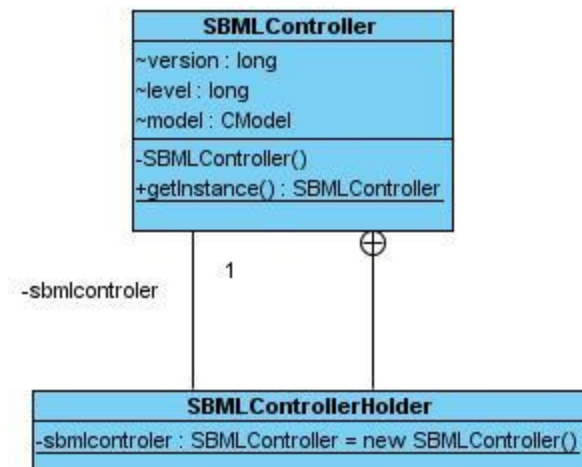 SBMLController
~version : long
~level : long
~model : CModel
-SBMLController()
+getInstance() : SBMLController
-sbmlcontroler
1
SBMLControllerHolder
-sbmlcontroler : SBMLController = new SBMLController()